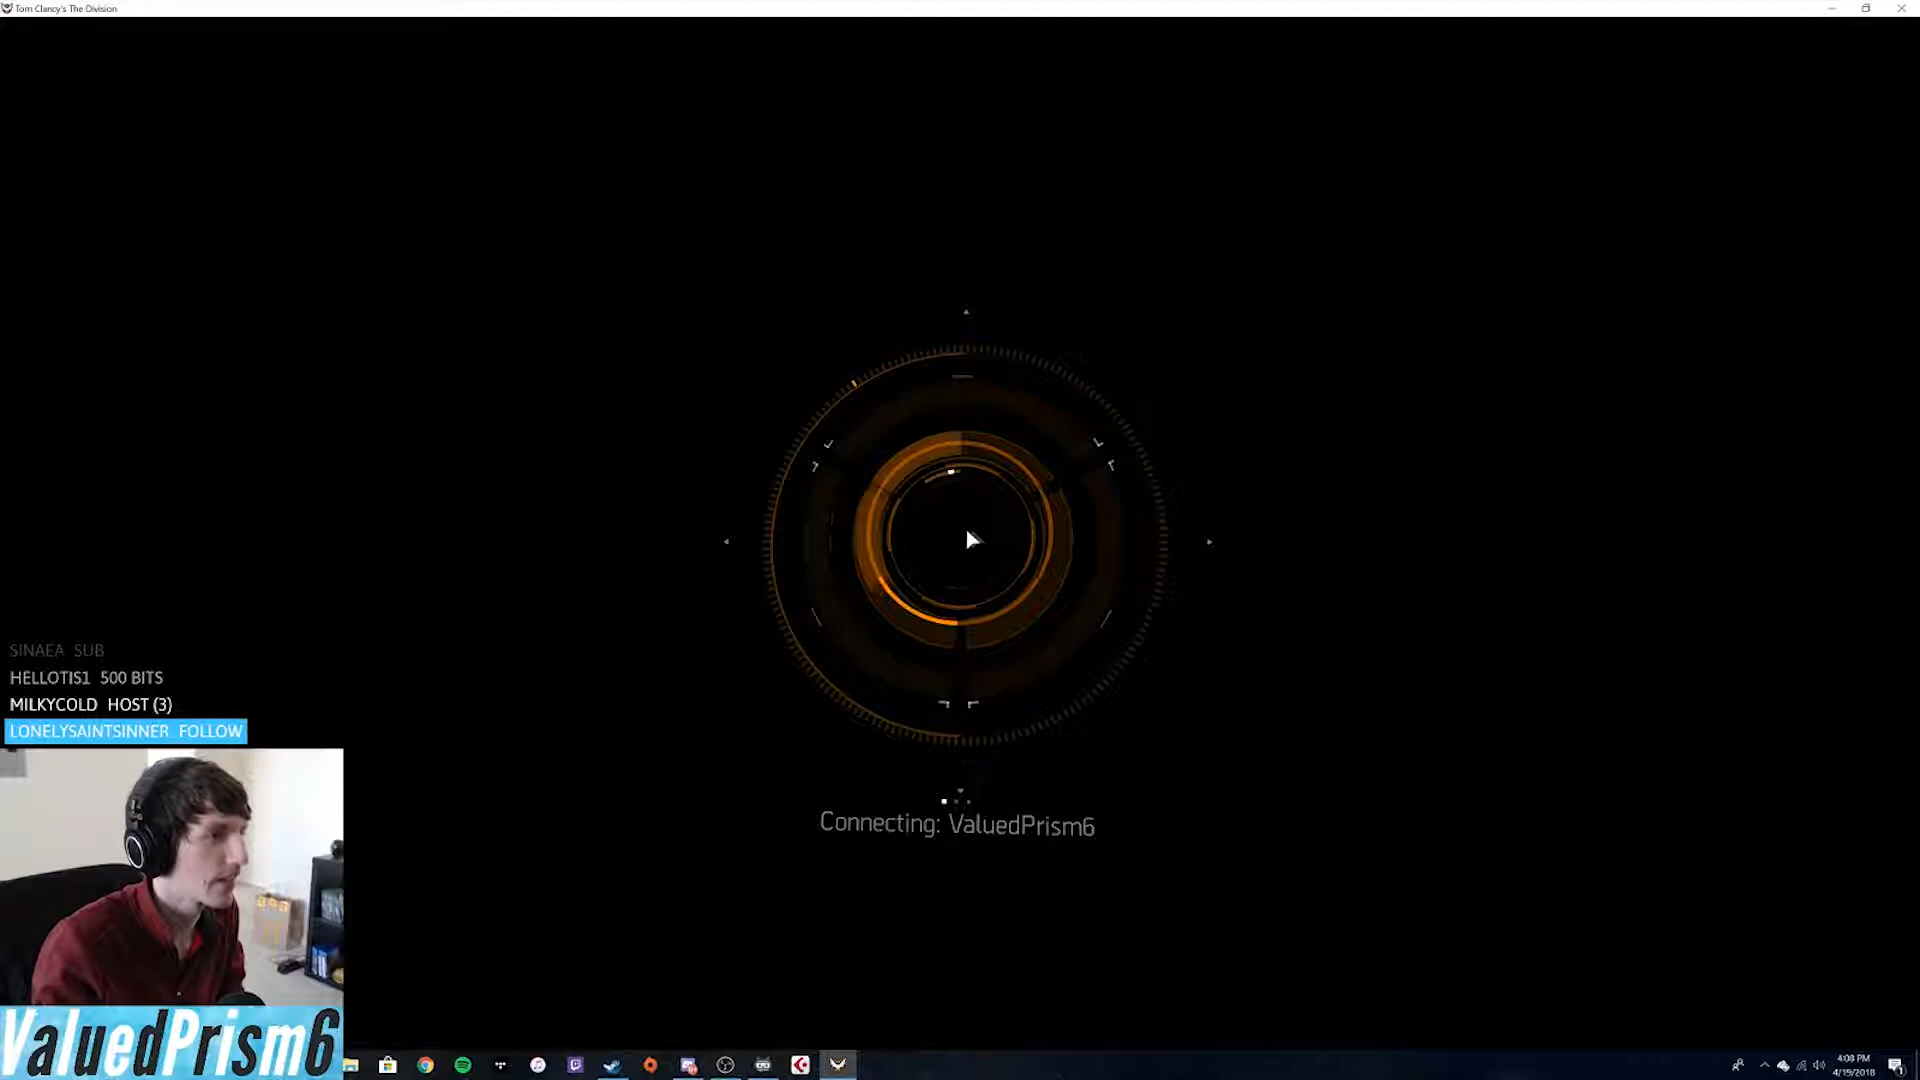 Tom Clancy's The Division
SINAEA SUB
HELLOTIS1 500 BITS
MILKYCOLD HOST (3)
LONELYSAINTSINNER FOLLOW
Connecting: ValuedPrism6
ValuedPrism6
4:08 PM
4/19/2018